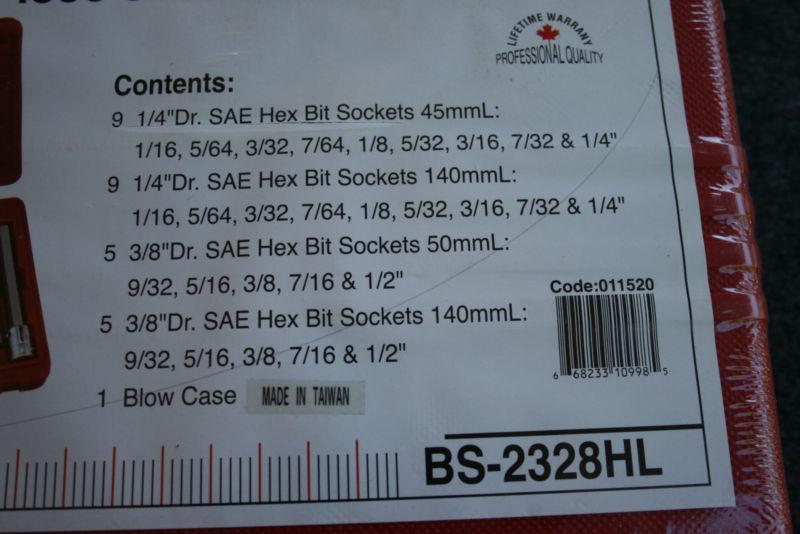 LIFETIME WARRANTY
PROFESSIONAL QUALITY
Contents:
9 1/4"Dr. SAE Hex Bit Sockets 45mmL:
1/16, 5/64, 3/32, 7/64, 1/8, 5/32, 3/16, 7/32 & 1/4"
9 1/4"Dr. SAE Hex Bit Sockets 140mmL:
1/16, 5/64, 3/32, 7/64, 1/8, 5/32, 3/16, 7/32 & 1/4"
5 3/8"Dr. SAE Hex Bit Sockets 50mmL:
9/32, 5/16, 3/8, 7/16 & 1/2"
5 3/8"Dr. SAE Hex Bit Sockets 140mmL:
9/32, 5/16, 3/8, 7/16 & 1/2"
1 Blow Case MADE IN TAIWAN
Code:011520
6 68233 10998 5
BS-2328HL